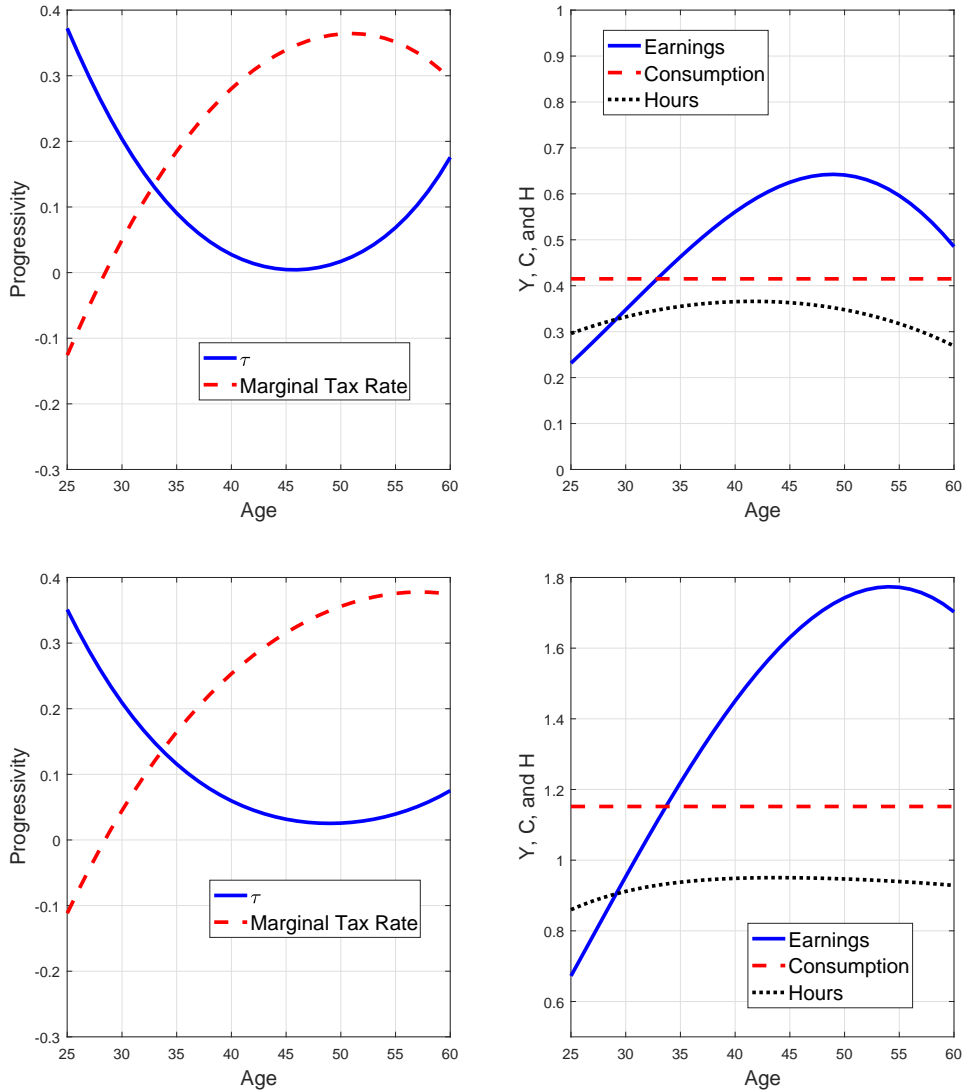 0.4
0.3
0.2
0.1
0
-0.1
-0.2
-0.3
Progressivity
τ
Marginal Tax Rate
25 30 35 40 45 50 55 60
Age
1
0.9
0.8
0.7
0.6
0.5
0.4
0.3
0.2
0.1
0
Y, C, and H
Earnings
Consumption
Hours
25 30 35 40 45 50 55 60
Age
0.4
0.3
0.2
0.1
0
-0.1
-0.2
-0.3
Progressivity
τ
Marginal Tax Rate
25 30 35 40 45 50 55 60
Age
1.8
1.6
1.4
1.2
1
0.8
0.6
Y, C, and H
Earnings
Consumption
Hours
25 30 35 40 45 50 55 60
Age